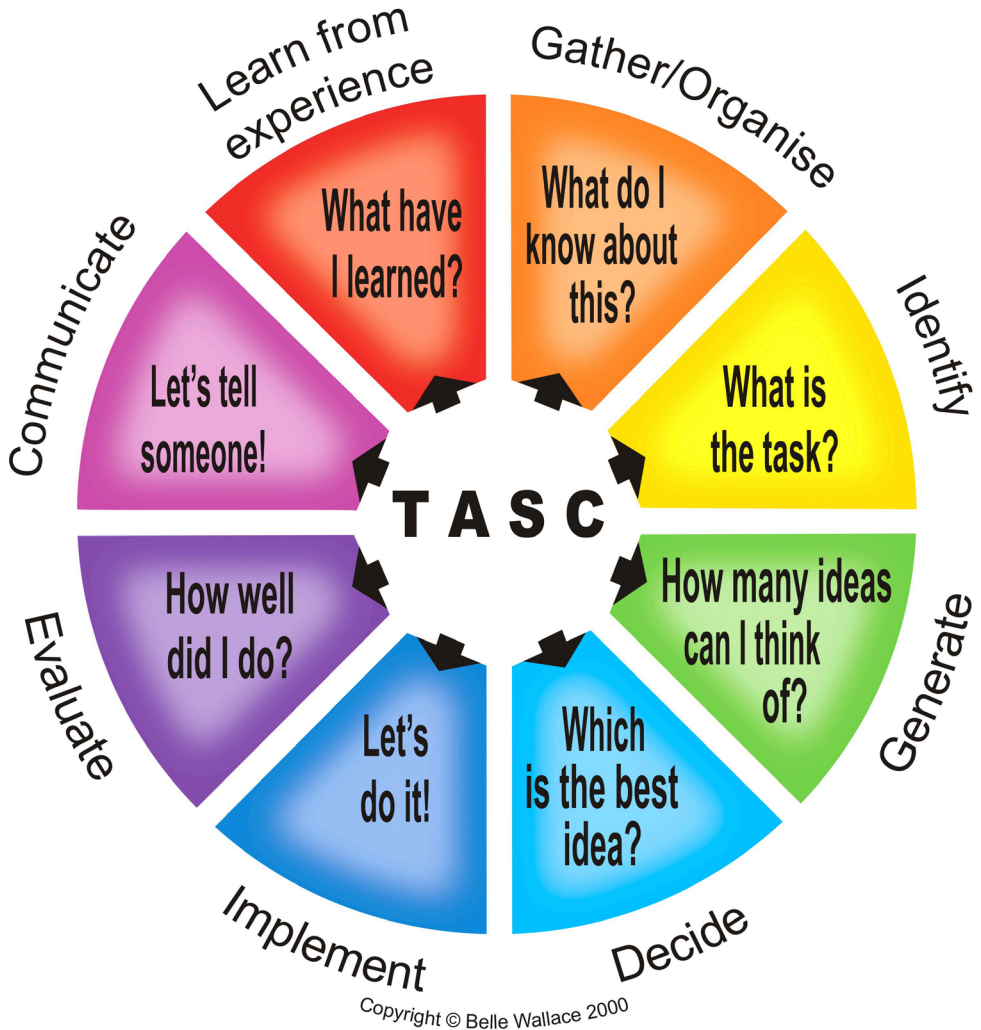 Learn from
experience
Gather/Organise
What have
I learned?
What do I
know about
this?
Communicate
Identify
Let's tell
someone!
What is
the task?
T A S C
How well
did I do?
How many ideas
can I think
of?
Evaluate
Generate
Let's
do it!
Which
is the best
idea?
Implement
Decide
Copyright © Belle Wallace 2000